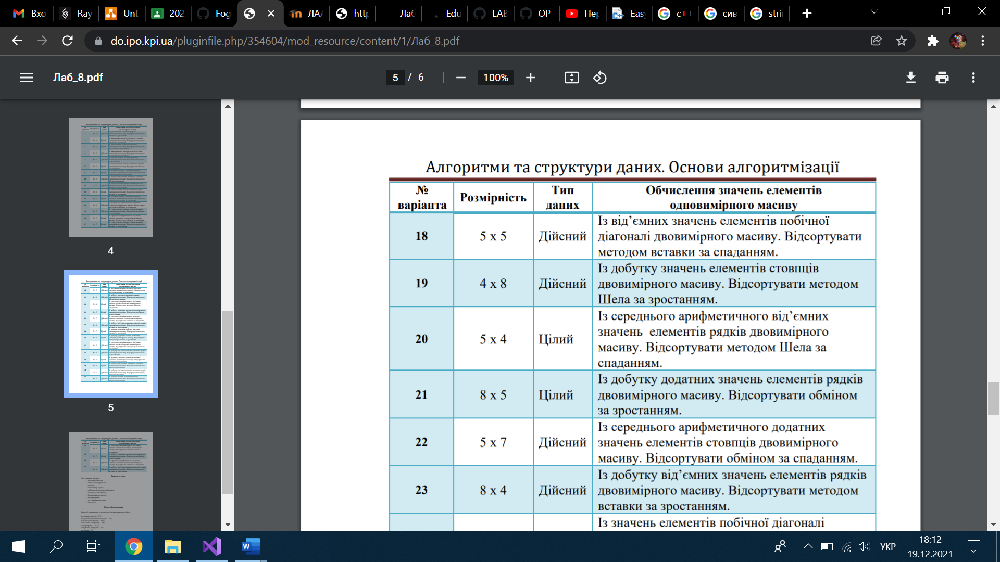 Вхо
Ray
Unt
202
Fog
ЛАА
http
Лаб
Edu
LAB
OP-
Пер
Easy
c++
сив
strin
do.ipo.kpi.ua/pluginfile.php/354604/mod_resource/content/1/Лаб_8.pdf
Лаб_8.pdf
5 / 6
100%
4
5
Алгоритми та структури даних. Основи алгоритмізації
№ варіанта
Розмірність
Тип даних
Обчислення значень елементів
одновимірного масиву
18
5 x 5
Дійсний
Із від’ємних значень елементів побічної
діагоналі двовимірного масиву. Відсортувати
методом вставки за спаданням.
19
4 x 8
Дійсний
Із добутку значень елементів стовпців
двовимірного масиву. Відсортувати методом
Шела за зростанням.
20
5 x 4
Цілий
Із середнього арифметичного від’ємних
значень елементів рядків двовимірного
масиву. Відсортувати методом Шела за
спаданням.
21
8 x 5
Цілий
Із добутку додатних значень елементів рядків
двовимірного масиву. Відсортувати обміном
за зростанням.
22
5 x 7
Дійсний
Із середнього арифметичного додатних
значень елементів стовпців двовимірного
масиву. Відсортувати обміном за спаданням.
23
8 x 4
Дійсний
Із добутку від’ємних значень елементів рядків
двовимірного масиву. Відсортувати методом
вставки за зростанням.
Із значень елементів побічної діагоналі
УКР
18:12
19.12.2021